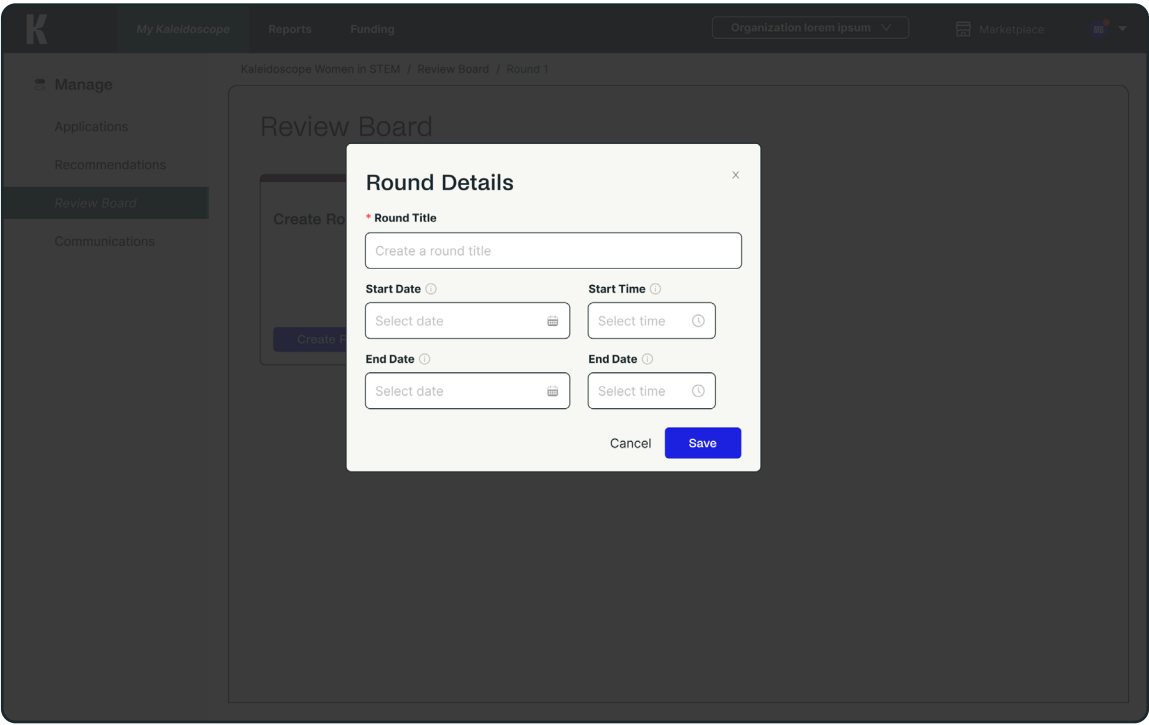 K
My Kaleidoscope Reports Funding Organization lorem ipsum Marketplace
Kaleidoscope Women in STEM / Review Board / Round 1
Manage
Applications
Recommendations
Review Board
Communications
Review Board
Create Ro
Create R
Round Details x
* Round Title
Create a round title
Start Date Start Time
Select date Select time
End Date End Date
Select date Select time
Cancel Save